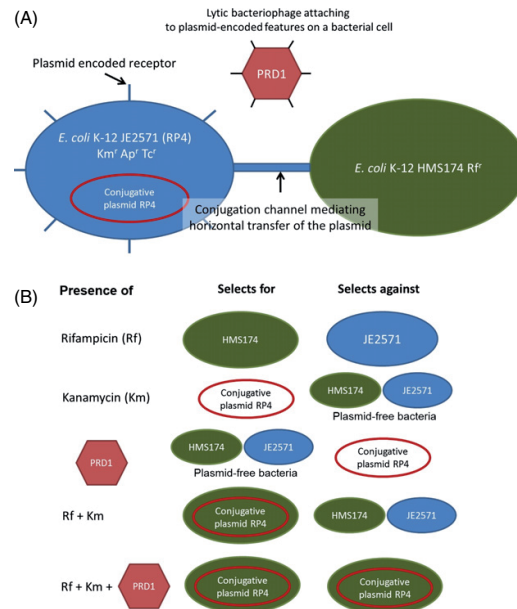 (A)
Lytic bacteriophage attaching
to plasmid-encoded features on a bacterial cell
Plasmid encoded receptor
PRD1
E. coli K-12 JE2571 (RP4)
Kmʳ Apʳ Tcʳ
Conjugative
plasmid RP4
E. coli K-12 HMS174 Rfʳ
Conjugation channel mediating
horizontal transfer of the plasmid
(B)
Presence of Selects for Selects against
Rifampicin (Rf) HMS174 JE2571
Kanamycin (Km) Conjugative
plasmid RP4 HMS174 JE2571
Plasmid-free bacteria
PRD1 HMS174 JE2571
Plasmid-free bacteria Conjugative
plasmid RP4
Rf + Km Conjugative
plasmid RP4 HMS174 JE2571
Rf + Km + PRD1 Conjugative
plasmid RP4 Conjugative
plasmid RP4